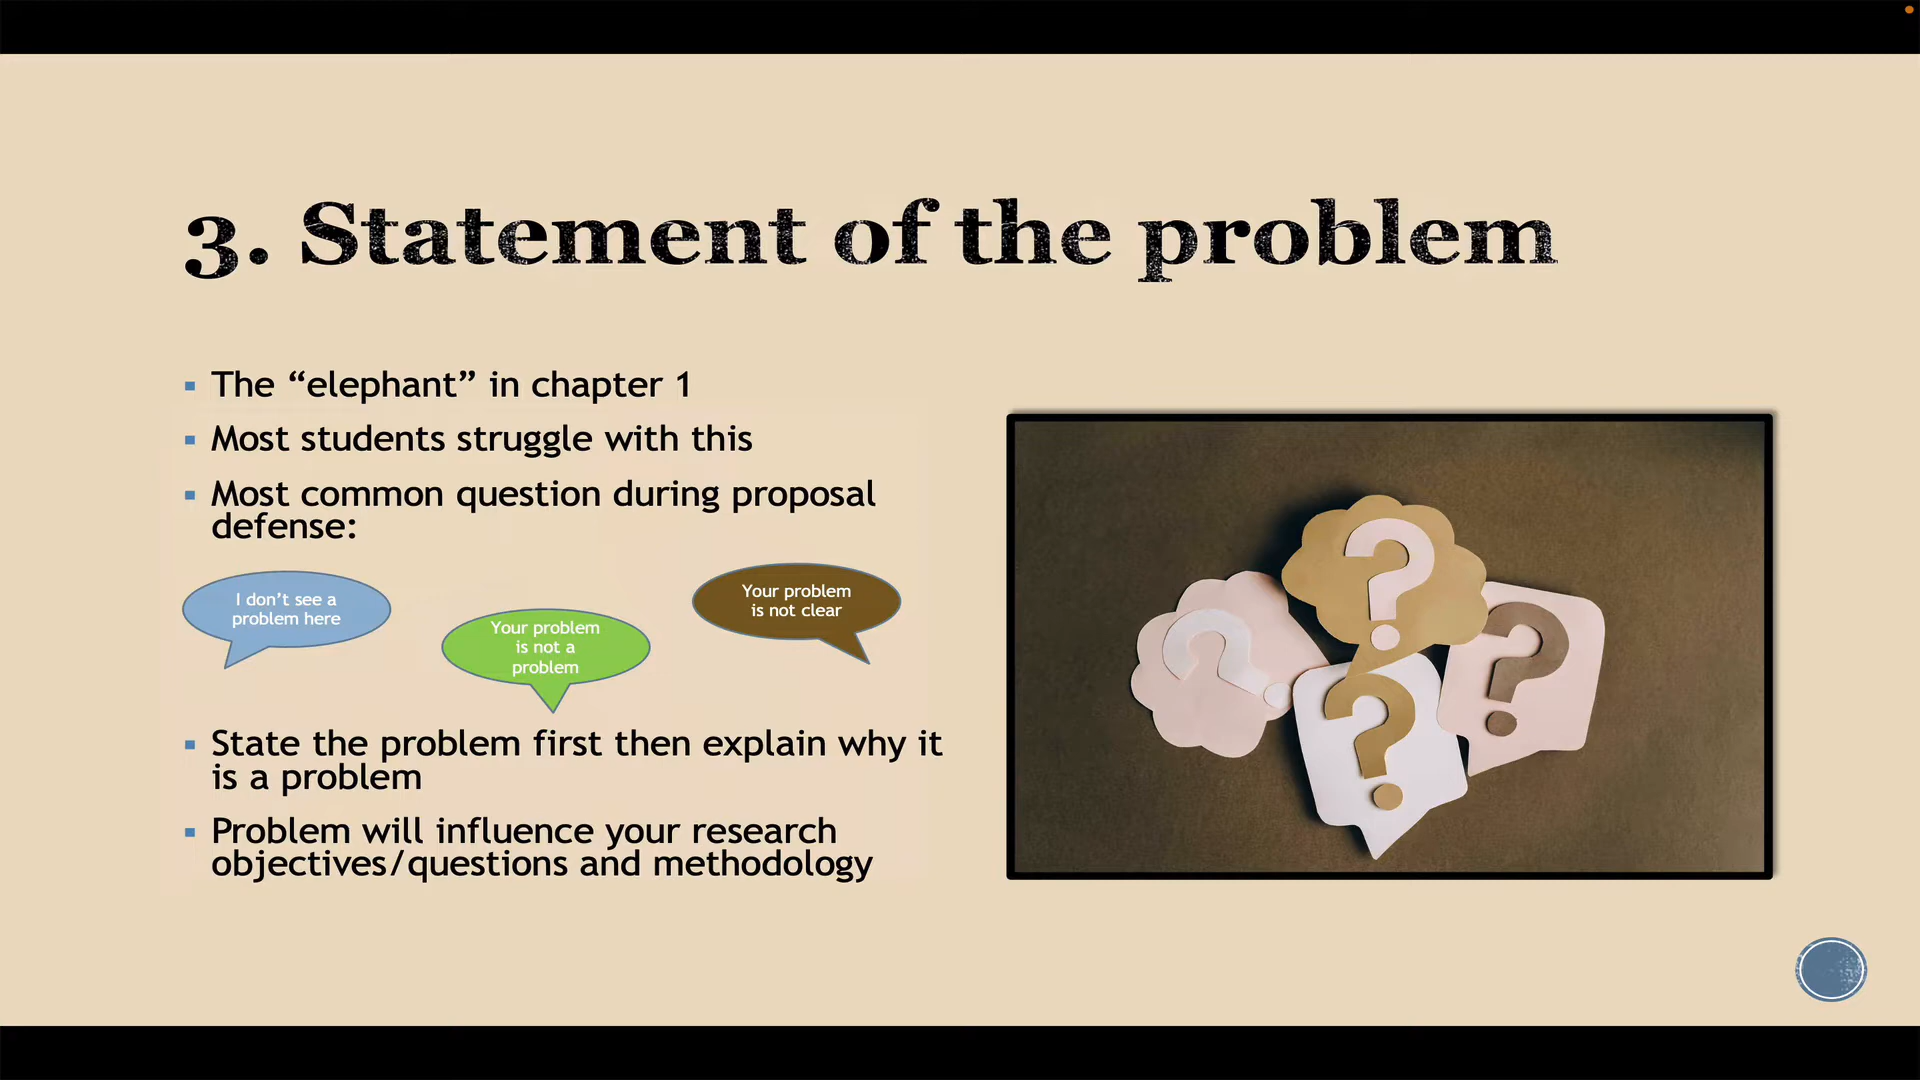 3. Statement of the problem
The “elephant” in chapter 1
Most students struggle with this
Most common question during proposal
defense:
I don’t see a
problem here
Your problem
is not a
problem
Your problem
is not clear
State the problem first then explain why it
is a problem
Problem will influence your research
objectives/questions and methodology
?
?
?
?